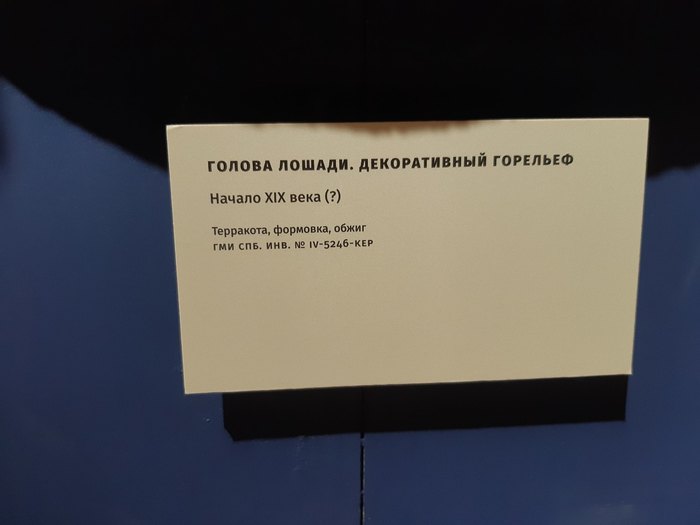 ГОЛОВА ЛОШАДИ. ДЕКОРАТИВНЫЙ ГОРЕЛЬЕФ
Начало XIX века (?)
Терракота, формовка, обжиг
ГМИ СПБ. ИНВ. № IV-5246-КЕР